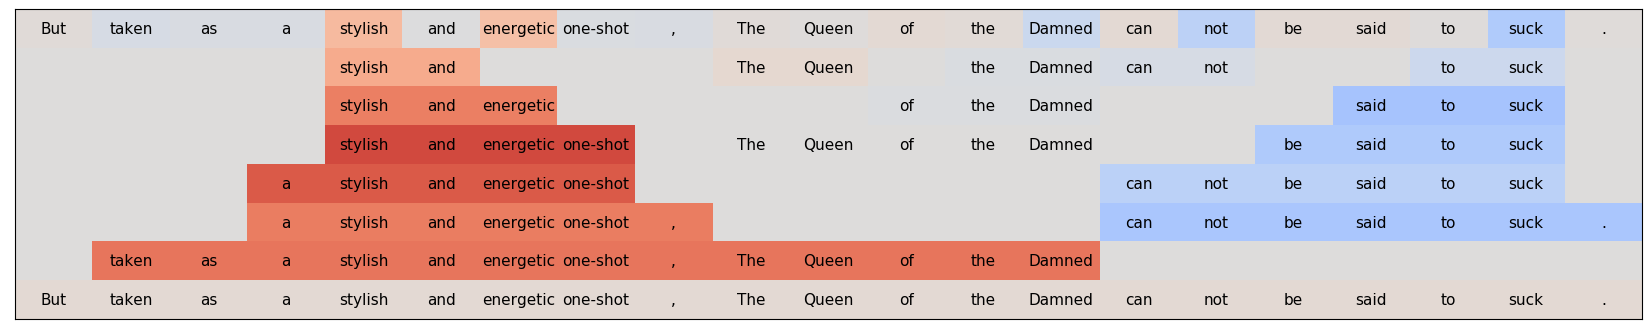 But taken as a stylish and energetic one-shot , The Queen of the Damned can not be said to suck .
stylish and The Queen the Damned can not to suck
stylish and energetic of the Damned said to suck
stylish and energetic one-shot The Queen of the Damned be said to suck
a stylish and energetic one-shot can not be said to suck
a stylish and energetic one-shot , can not be said to suck .
taken as a stylish and energetic one-shot , The Queen of the Damned
But taken as a stylish and energetic one-shot , The Queen of the Damned can not be said to suck .